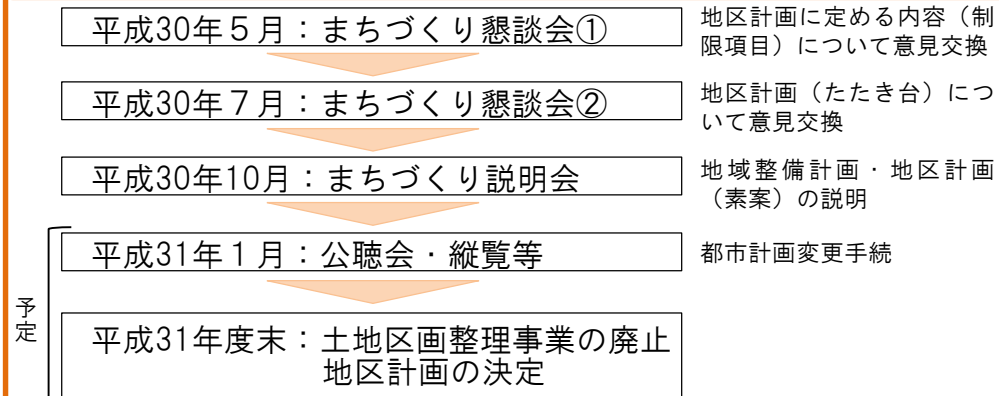 平成30年５月：まちづくり懇談会①
地区計画に定める内容（制
限項目）について意見交換
平成30年７月：まちづくり懇談会②
地区計画（たたき台）につ
いて意見交換
平成30年10月：まちづくり説明会
地域整備計画・地区計画
（素案）の説明
予定
平成31年１月：公聴会・縦覧等
都市計画変更手続
平成31年度末：土地区画整理事業の廃止
地区計画の決定